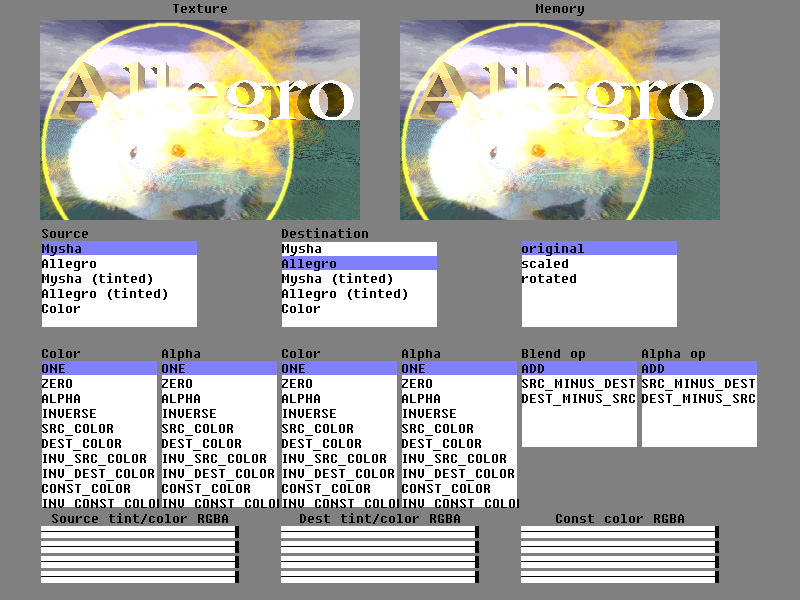 Texture Memory
Allegro Allegro
Source Destination
Mysha Mysha original
Allegro Allegro scaled
Mysha (tinted) Mysha (tinted) rotated
Allegro (tinted) Allegro (tinted)
Color Color
Color Alpha Color Alpha Blend op Alpha op
ONE ONE ONE ONE ADD ADD
ZERO ZERO ZERO ZERO SRC_MINUS_DEST SRC_MINUS_DEST
ALPHA ALPHA ALPHA ALPHA DEST_MINUS_SRC DEST_MINUS_SRC
INVERSE INVERSE INVERSE INVERSE
SRC_COLOR SRC_COLOR SRC_COLOR SRC_COLOR
DEST_COLOR DEST_COLOR DEST_COLOR DEST_COLOR
INV_SRC_COLOR INV_SRC_COLOR INV_SRC_COLOR INV_SRC_COLOR
INV_DEST_COLOR INV_DEST_COLOR INV_DEST_COLOR INV_DEST_COLOR
CONST_COLOR CONST_COLOR CONST_COLOR CONST_COLOR
INV_CONST_COLO INV_CONST_COLO INV_CONST_COLO INV_CONST_COLO
Source tint/color RGBA Dest tint/color RGBA Const color RGBA